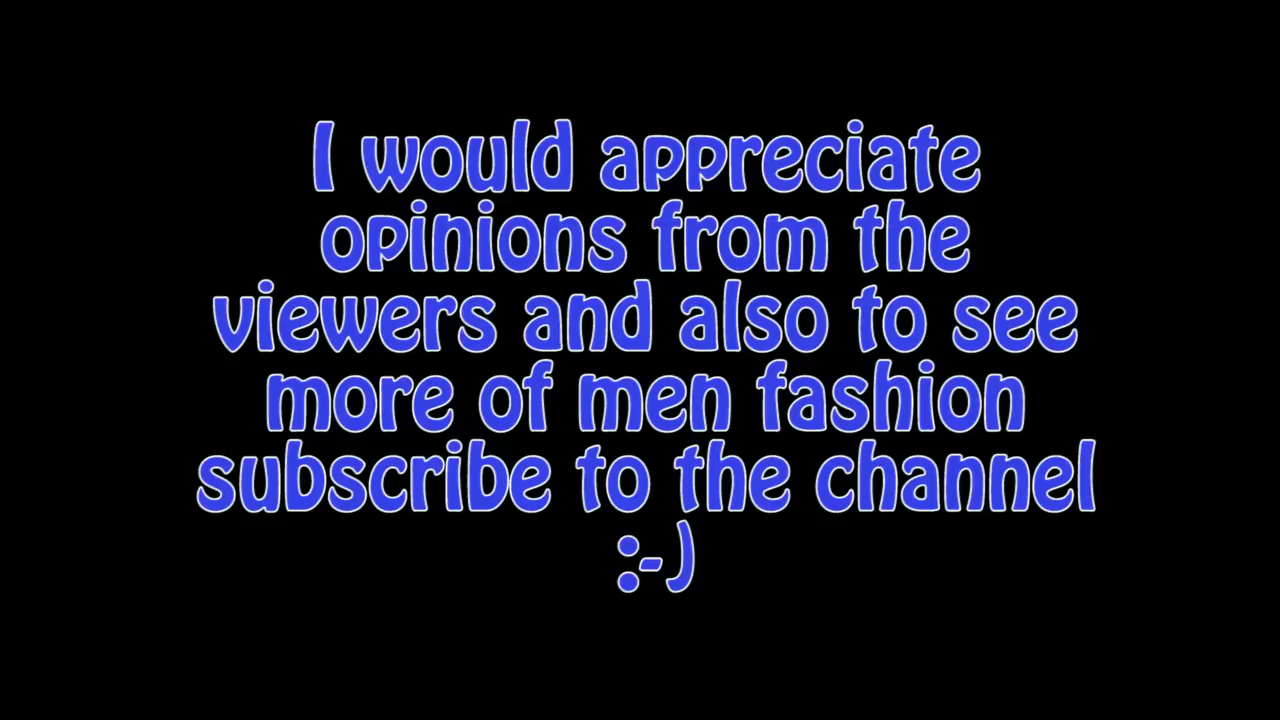 I would appreciate
opinions from the
viewers and also to see
more of men fashion
subscribe to the channel
:-)